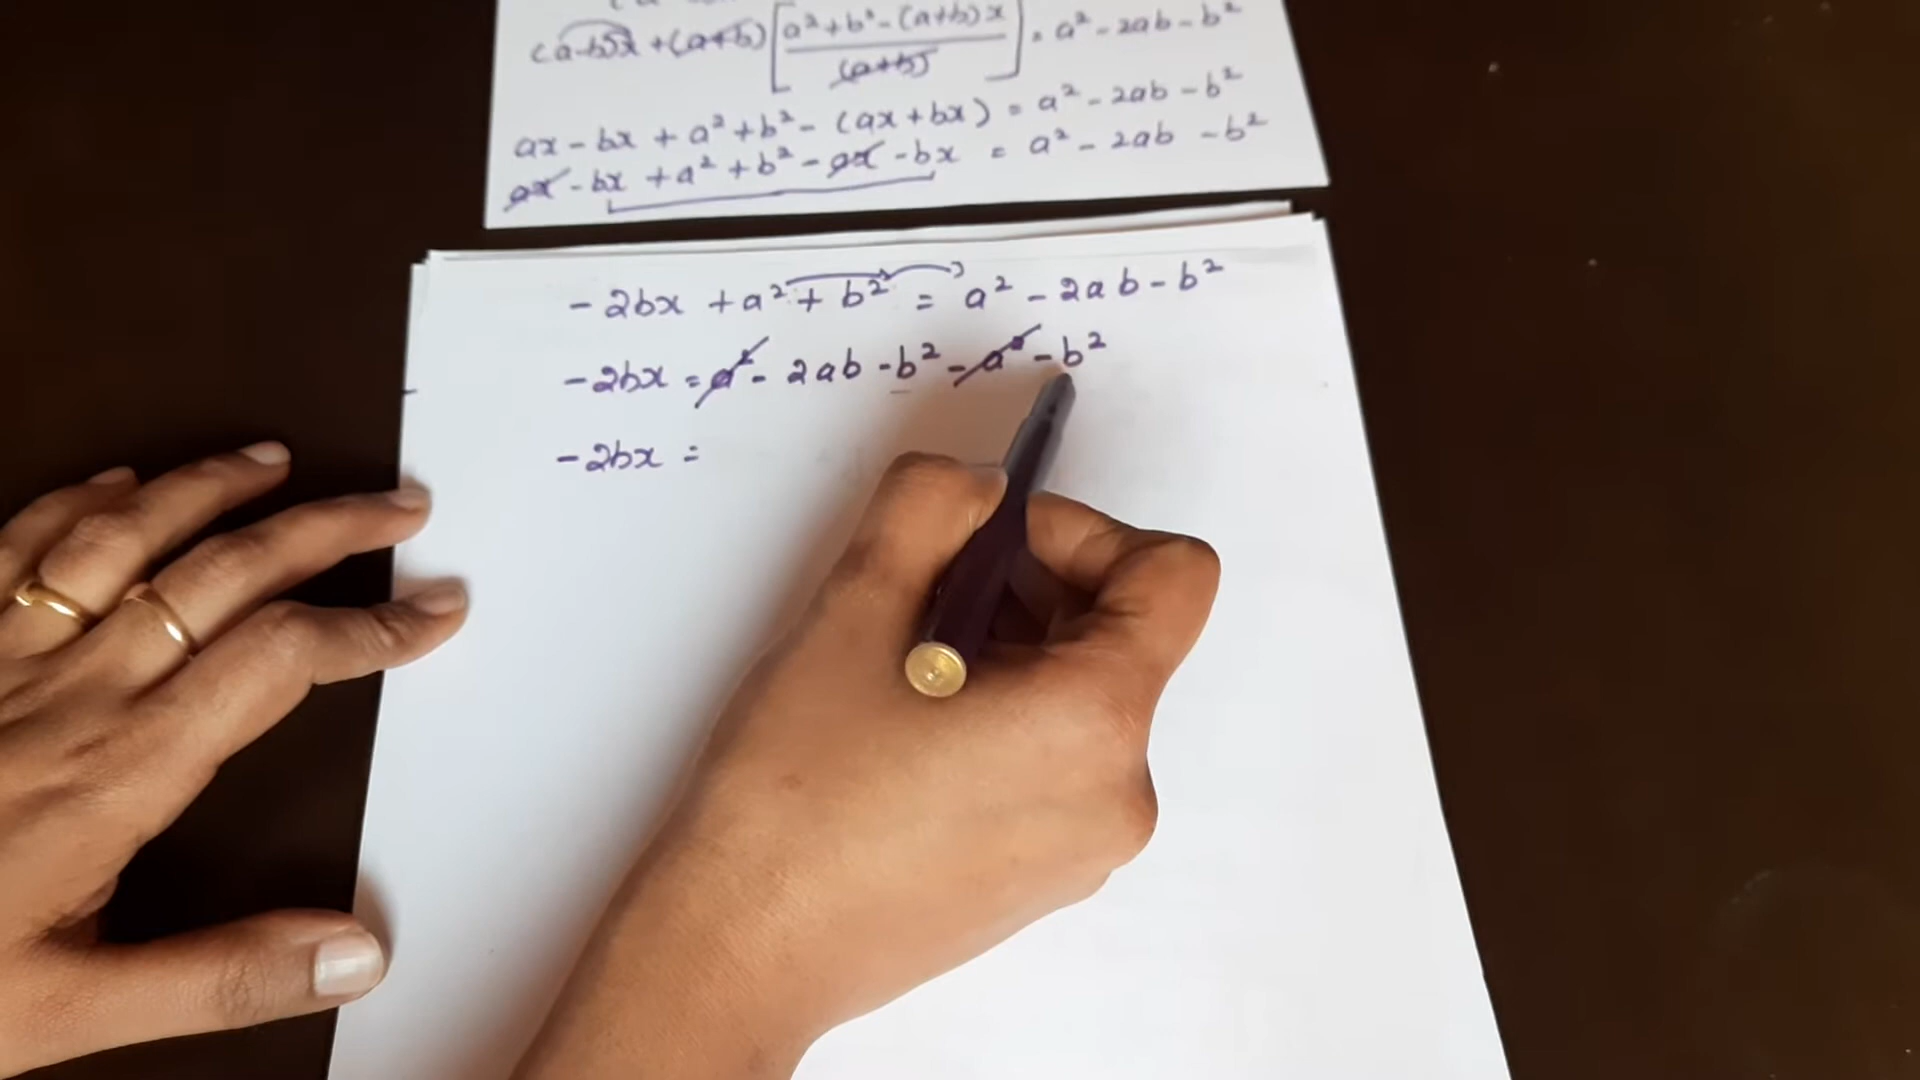 (a-b)x + (a+b) [a² + b² - (a+b)x / (a+b)] = a² - 2ab - b²
ax - bx + a² + b² - (ax + bx) = a² - 2ab - b²
ax - bx + a² + b² - ax - bx = a² - 2ab - b²
- 2bx + a² + b² = a² - 2ab - b²
- 2bx = a² - 2ab - b² - a² - b²
- 2bx =